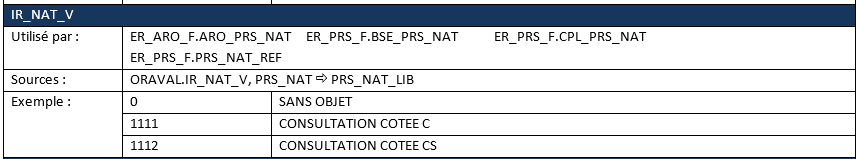 IR_NAT_V
Utilisé par : ER_ARO_F.ARO_PRS_NAT ER_PRS_F.BSE_PRS_NAT ER_PRS_F.CPL_PRS_NAT
ER_PRS_F.PRS_NAT_REF
Sources : ORAVAL.IR_NAT_V, PRS_NAT ⇨ PRS_NAT_LIB
Exemple : 0 SANS OBJET
1111 CONSULTATION COTEE C
1112 CONSULTATION COTEE CS